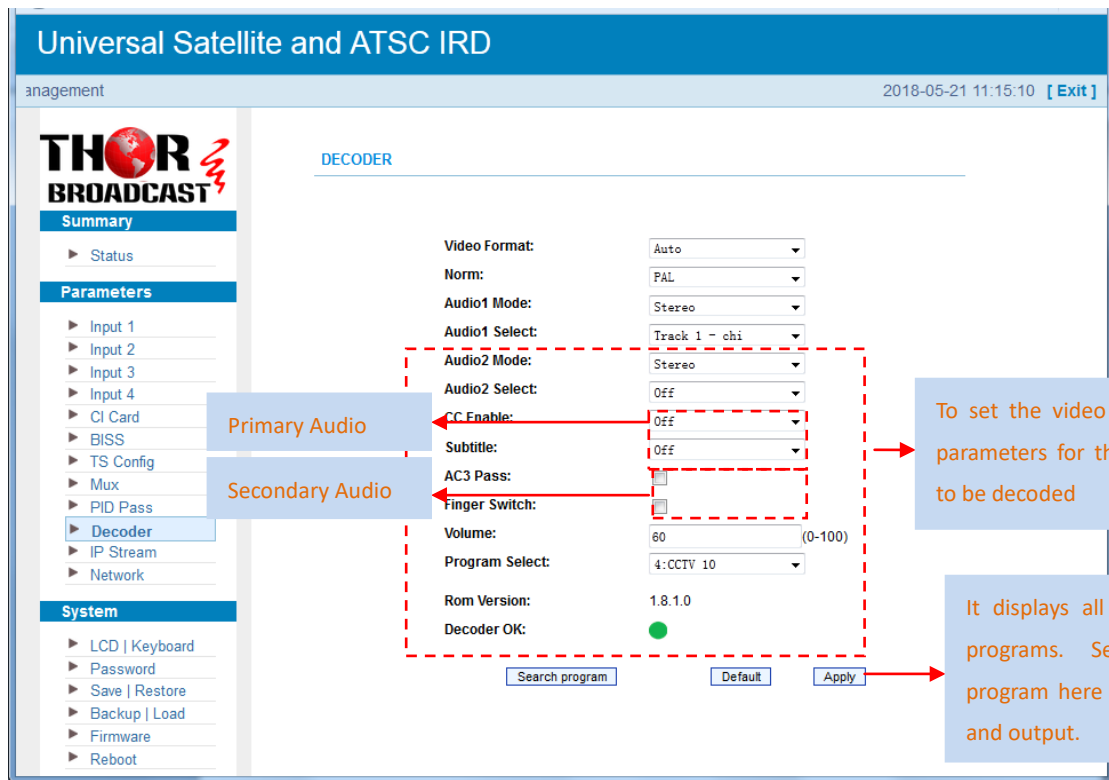 Universal Satellite and ATSC IRD
anagement
2018-05-21 11:15:10 [ Exit ]
THOR
BROADCAST
Summary
Status
Parameters
Input 1
Input 2
Input 3
Input 4
CI Card
BISS
TS Config
Mux
PID Pass
Decoder
IP Stream
Network
System
LCD | Keyboard
Password
Save | Restore
Backup | Load
Firmware
Reboot
DECODER
Video Format: Auto
Norm: PAL
Audio1 Mode: Stereo
Audio1 Select: Track 1 - chi
Audio2 Mode: Stereo
Audio2 Select: Off
CC Enable: Off
Subtitle: Off
AC3 Pass:
Finger Switch:
Volume: 60 (0-100)
Program Select: 4:CCTV 10
Rom Version: 1.8.1.0
Decoder OK:
Search program Default Apply
Primary Audio
Secondary Audio
To set the video
parameters for th
to be decoded
It displays all
programs. Se
program here
and output.